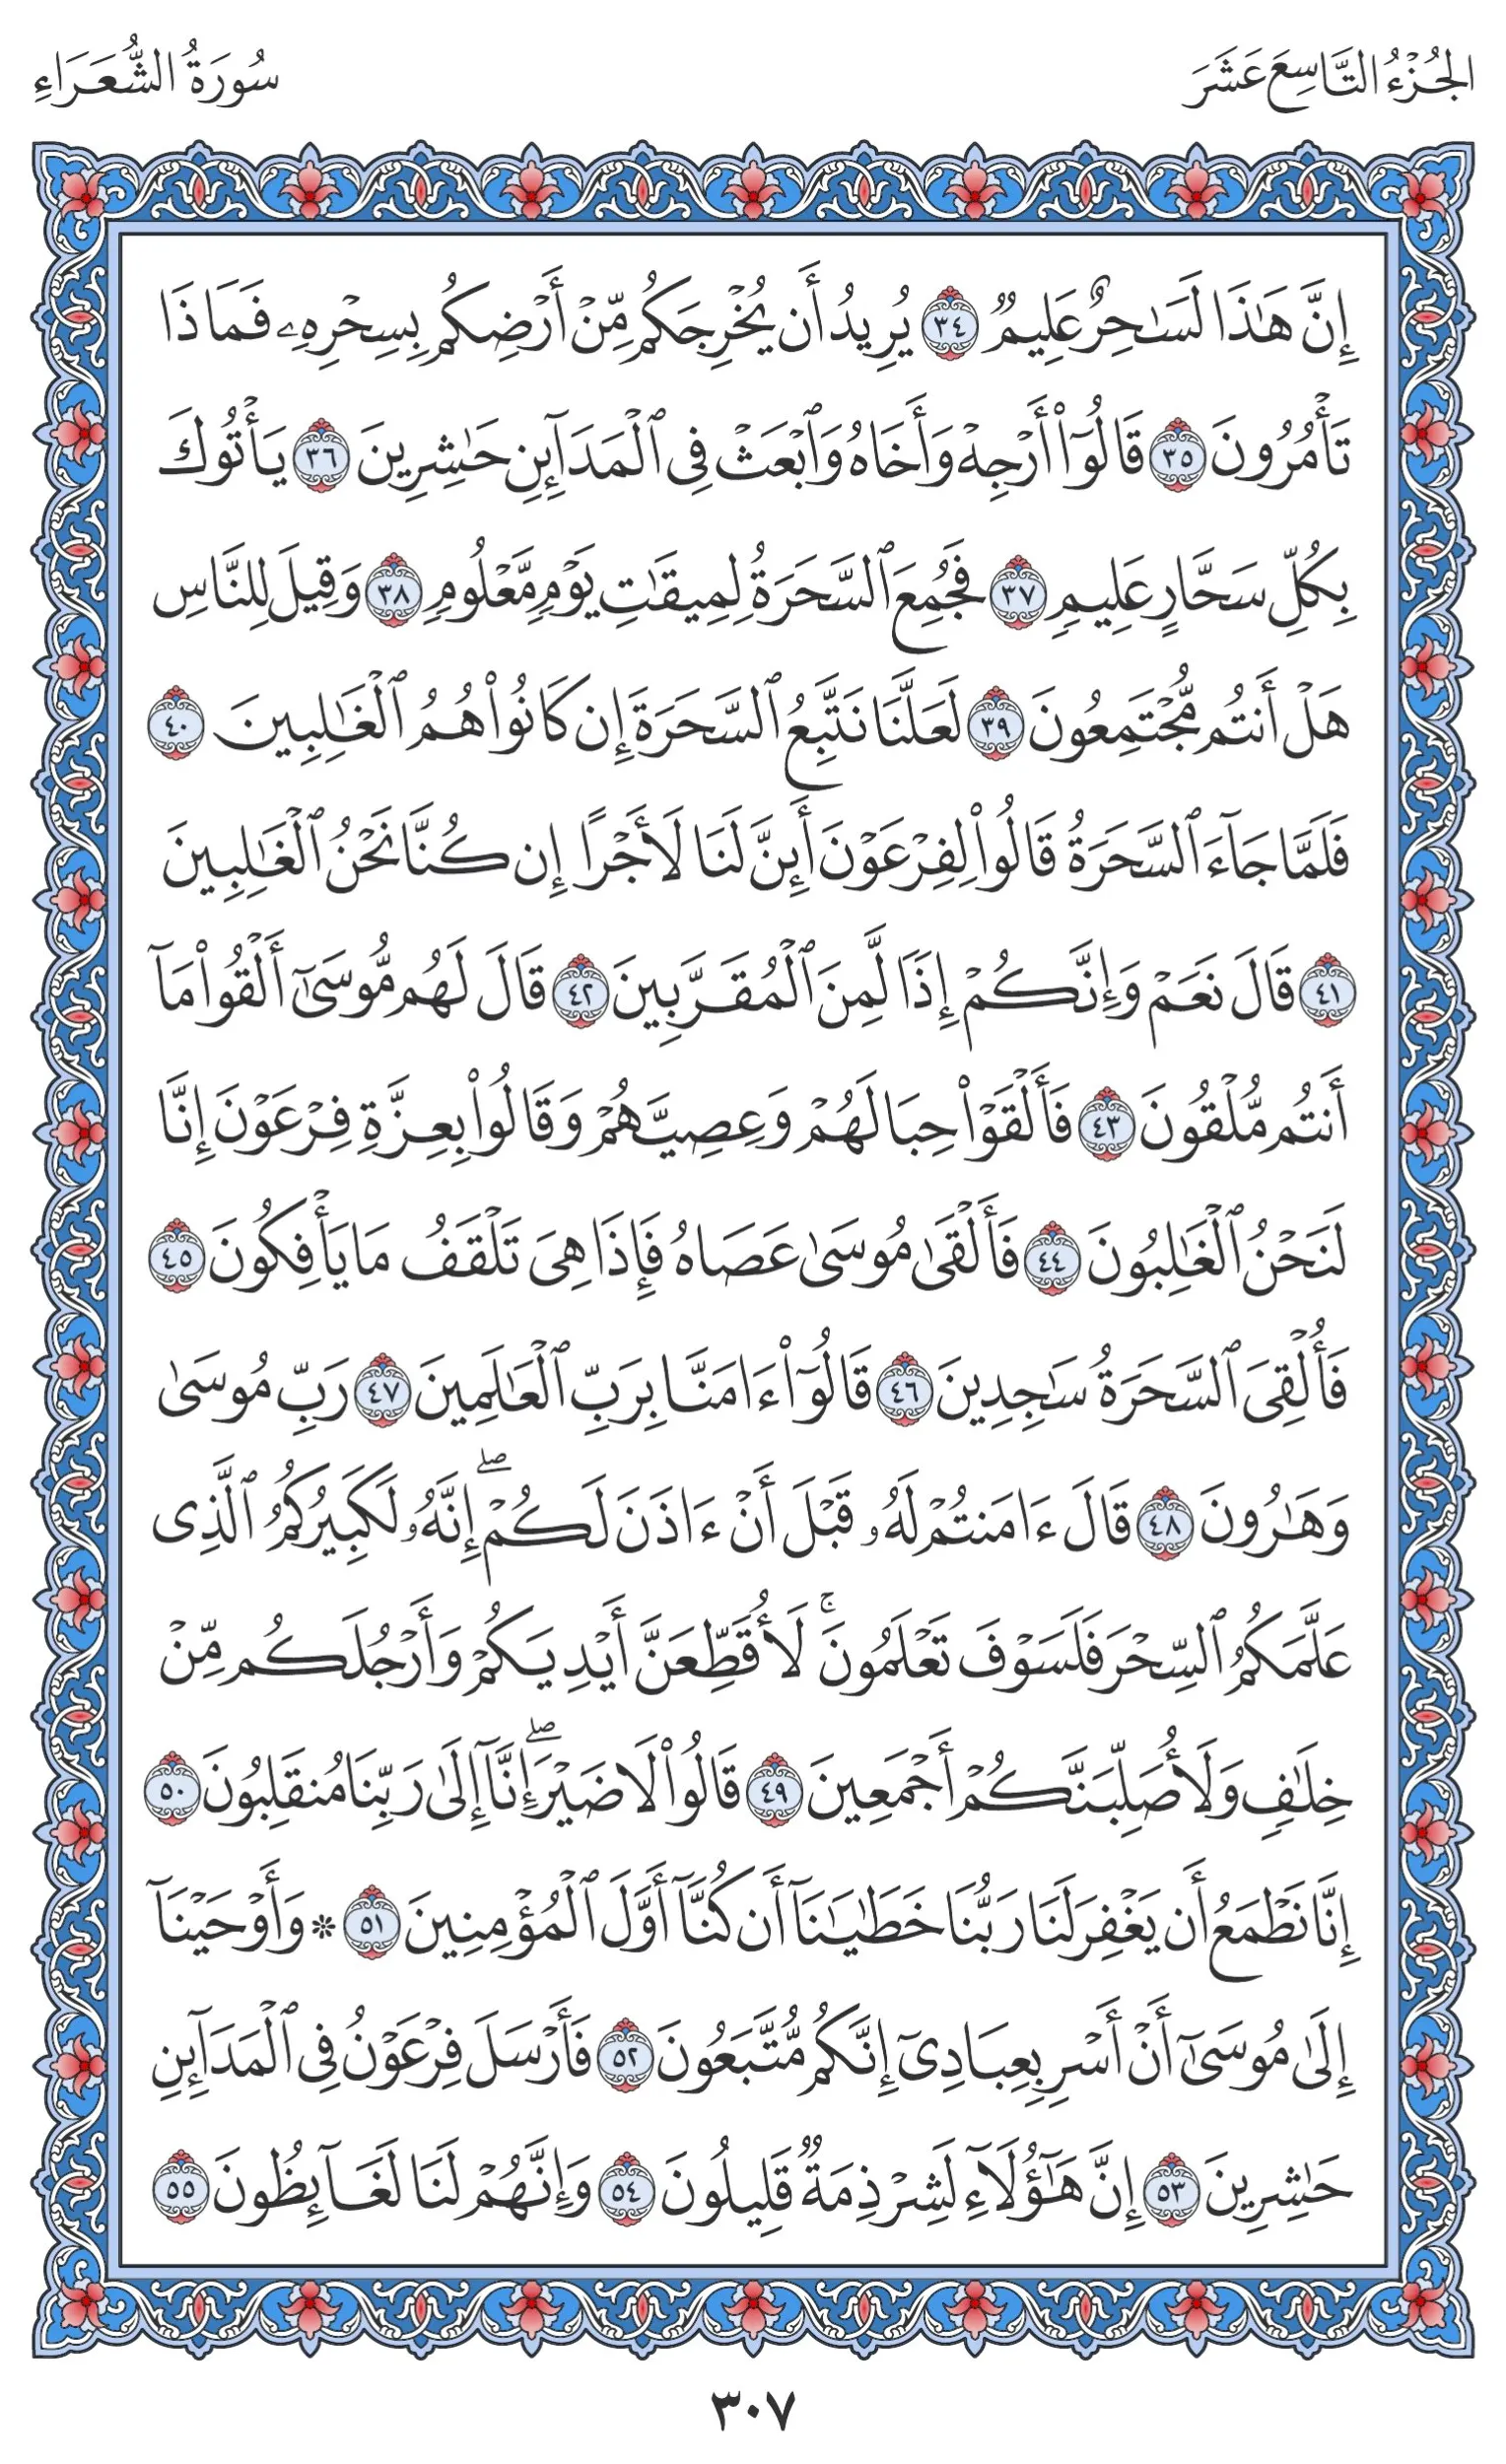 الجُزْءُ التَّاسِعَ عَشَرَ
سُورَةُ الشُّعَرَاءِ
إِنَّ هَٰذَا لَسَٰحِرٌ عَلِيمٌ ٣٤ يُرِيدُ أَن يُخْرِجَكُم مِّنْ أَرْضِكُم بِسِحْرِهِۦ فَمَاذَا
تَأْمُرُونَ ٣٥ قَالُوٓا۟ أَرْجِهْ وَأَخَاهُ وَٱبْعَثْ فِى ٱلْمَدَآئِنِ حَٰشِرِينَ ٣٦ يَأْتُوكَ
بِكُلِّ سَحَّارٍ عَلِيمٍ ٣٧ فَجُمِعَ ٱلسَّحَرَةُ لِمِيقَٰتِ يَوْمٍ مَّعْلُومٍ ٣٨ وَقِيلَ لِلنَّاسِ
هَلْ أَنتُم مُّجْتَمِعُونَ ٣٩ لَعَلَّنَا نَتَّبِعُ ٱلسَّحَرَةَ إِن كَانُوا۟ هُمُ ٱلْغَٰلِبِينَ ٤٠
فَلَمَّا جَآءَ ٱلسَّحَرَةُ قَالُوا۟ لِفِرْعَوْنَ أَئِنَّ لَنَا لَأَجْرًا إِن كُنَّا نَحْنُ ٱلْغَٰلِبِينَ
٤١ قَالَ نَعَمْ وَإِنَّكُمْ إِذًا لَّمِنَ ٱلْمُقَرَّبِينَ ٤٢ قَالَ لَهُم مُّوسَىٰٓ أَلْقُوا۟ مَآ
أَنتُم مُّلْقُونَ ٤٣ فَأَلْقَوْا۟ حِبَالَهُمْ وَعِصِيَّهُمْ وَقَالُوا۟ بِعِزَّةِ فِرْعَوْنَ إِنَّا
لَنَحْنُ ٱلْغَٰلِبُونَ ٤٤ فَأَلْقَىٰ مُوسَىٰ عَصَاهُ فَإِذَا هِىَ تَلْقَفُ مَا يَأْفِكُونَ ٤٥
فَأُلْقِىَ ٱلسَّحَرَةُ سَٰجِدِينَ ٤٦ قَالُوٓا۟ ءَامَنَّا بِرَبِّ ٱلْعَٰلَمِينَ ٤٧ رَبِّ مُوسَىٰ
وَهَٰرُونَ ٤٨ قَالَ ءَامَنتُمْ لَهُۥ قَبْلَ أَنْ ءَاذَنَ لَكُمْ ۖ إِنَّهُۥ لَكَبِيرُكُمُ ٱلَّذِى
عَلَّمَكُمُ ٱلسِّحْرَ فَلَسَوْفَ تَعْلَمُونَ ۚ لَأُقَطِّعَنَّ أَيْدِيَكُمْ وَأَرْجُلَكُم مِّنْ
خِلَٰفٍ وَلَأُصَلِّبَنَّكُمْ أَجْمَعِينَ ٤٩ قَالُوا۟ لَا ضَيْرَ ۖ إِنَّآ إِلَىٰ رَبِّنَا مُنقَلِبُونَ ٥٠
إِنَّا نَطْمَعُ أَن يَغْفِرَ لَنَا رَبُّنَا خَطَٰيَٰنَآ أَن كُنَّآ أَوَّلَ ٱلْمُؤْمِنِينَ ٥١ * وَأَوْحَيْنَآ
إِلَىٰ مُوسَىٰٓ أَنْ أَسْرِ بِعِبَادِىٓ إِنَّكُم مُّتَّبَعُونَ ٥٢ فَأَرْسَلَ فِرْعَوْنُ فِى ٱلْمَدَآئِنِ
حَٰشِرِينَ ٥٣ إِنَّ هَٰٓؤُلَآءِ لَشِرْذِمَةٌ قَلِيلُونَ ٥٤ وَإِنَّهُمْ لَنَا لَغَآئِظُونَ ٥٥
٣٠٧